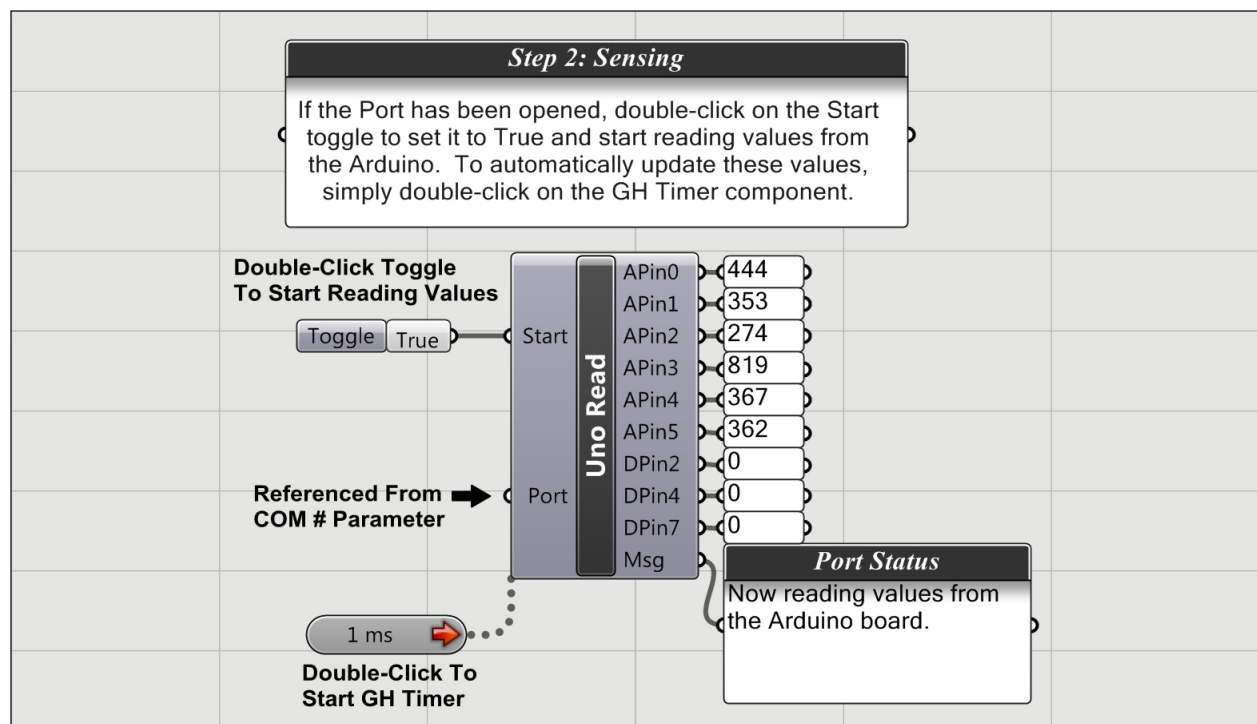 Step 2: Sensing
If the Port has been opened, double-click on the Start
toggle to set it to True and start reading values from
the Arduino.  To automatically update these values,
simply double-click on the GH Timer component.
Double-Click Toggle
To Start Reading Values
Toggle True
Start
Referenced From
COM # Parameter
Port
Uno Read
APin0 444
APin1 353
APin2 274
APin3 819
APin4 367
APin5 362
DPin2 0
DPin4 0
DPin7 0
Msg
Port Status
Now reading values from
the Arduino board.
1 ms
Double-Click To
Start GH Timer